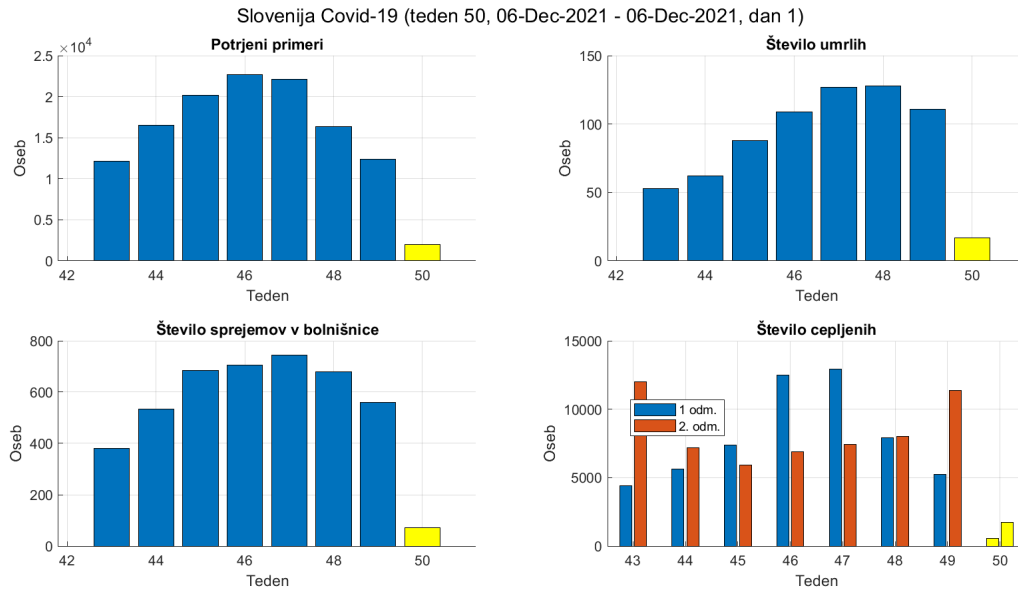 Slovenija Covid-19 (teden 50, 06-Dec-2021 - 06-Dec-2021, dan 1)
Potrjeni primeri
×10^4
2.5
2
1.5
1
0.5
0
Oseb
42 44 46 48 50
Teden
Število umrlih
150
100
50
0
Oseb
42 44 46 48 50
Teden
Število sprejemov v bolnišnice
800
600
400
200
0
Oseb
42 44 46 48 50
Teden
Število cepljenih
15000
10000
5000
0
Oseb
1 odm.
2. odm.
43 44 45 46 47 48 49 50
Teden